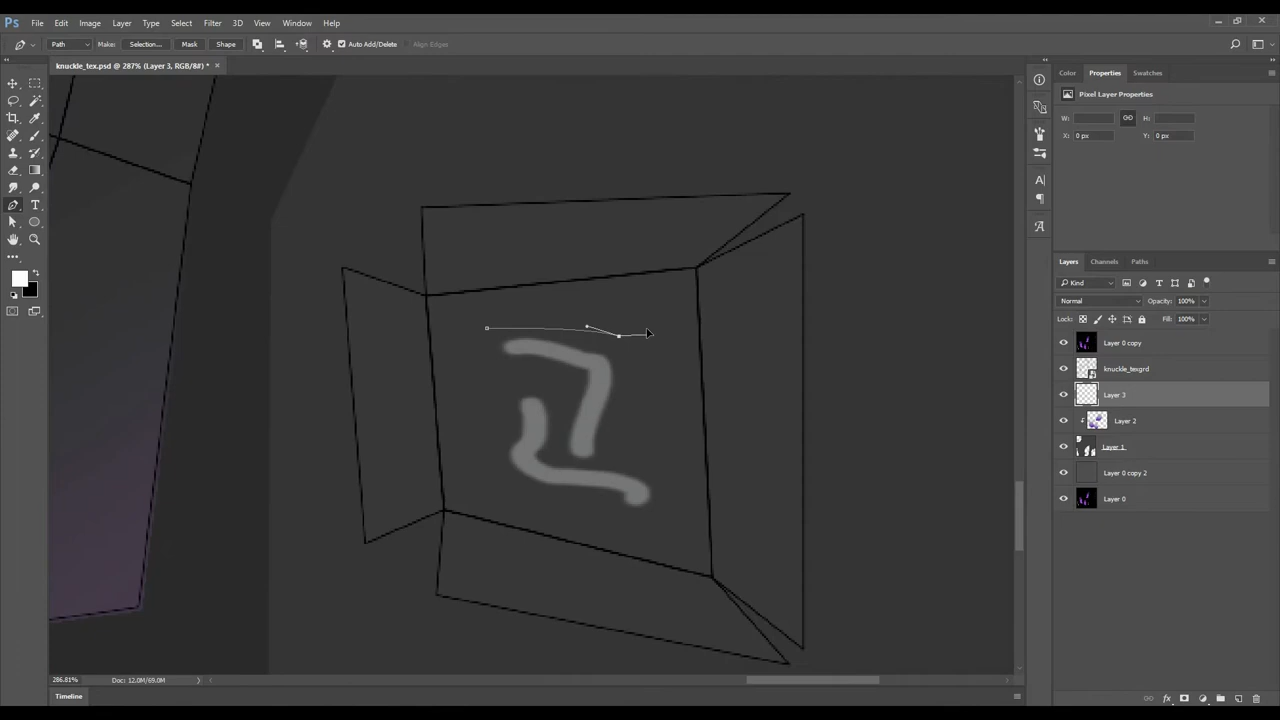 Ps File Edit Image Layer Type Select Filter 3D View Window Help
Path Make: Selection... Mask Shape Auto Add/Delete Align Edges
knuckle_tex.psd @ 287% (Layer 3, RGB/8#) * ×
Color Properties Swatches
Pixel Layer Properties
W: H:
X: 0 px Y: 0 px
Layers Channels Paths
Kind
Normal Opacity: 100%
Lock: Fill: 100%
Layer 0 copy
knuckle_texgrd
Layer 3
Layer 2
Layer 1
Layer 0 copy 2
Layer 0
286.81% Doc: 12.0M/69.0M
Timeline